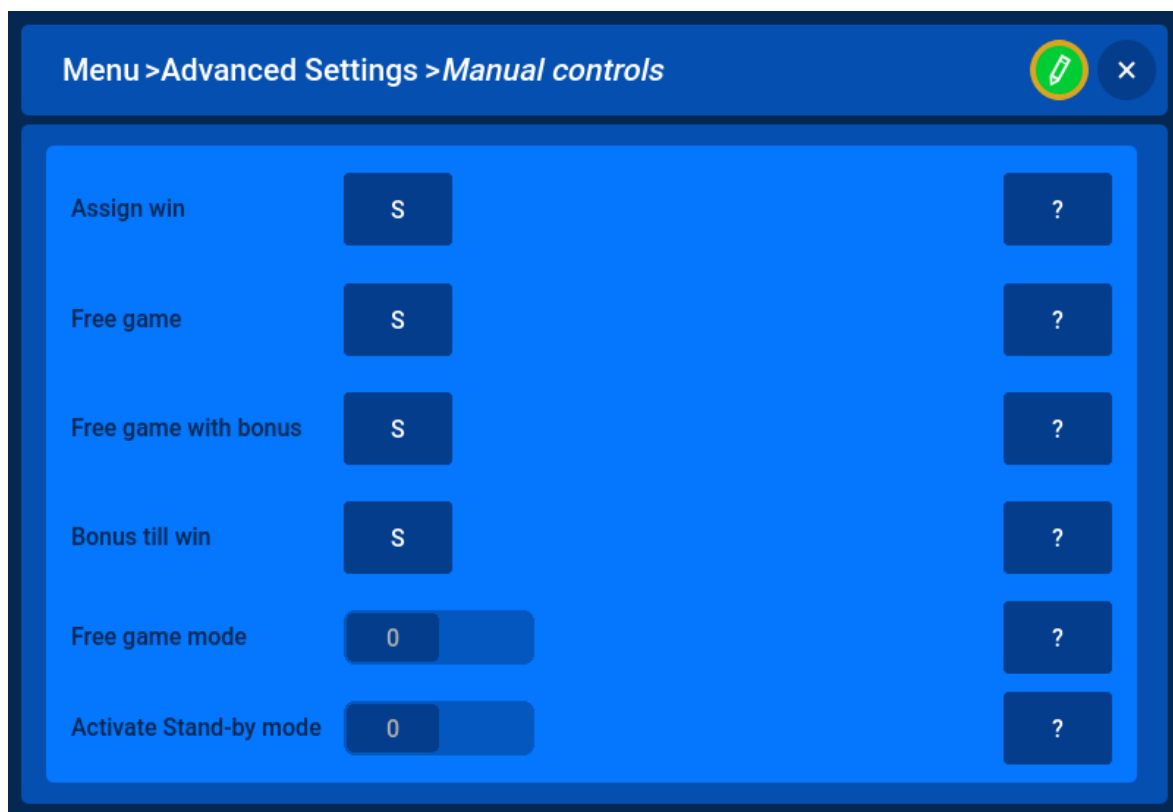 Menu >Advanced Settings >Manual controls
×
Assign win S ?
Free game S ?
Free game with bonus S ?
Bonus till win S ?
Free game mode 0 ?
Activate Stand-by mode 0 ?